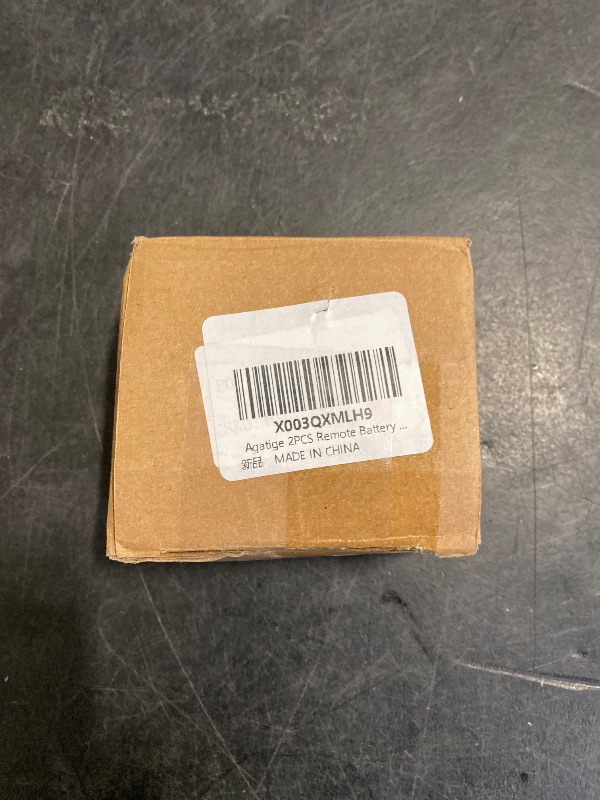 X003QXMLH9
Agatige 2PCS Remote Battery ...
新品 MADE IN CHINA